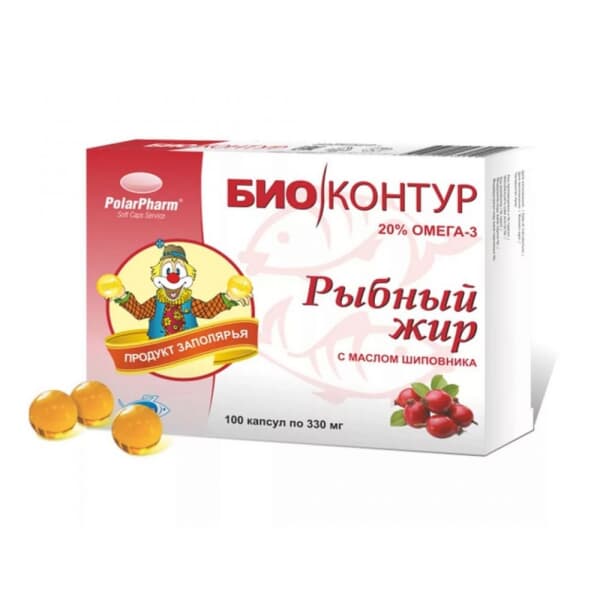 PolarPharm®
Soft Caps Service
БИО КОНТУР
20% ОМЕГА-3
Рыбный
жир
С МАСЛОМ ШИПОВНИКА
ПРОДУКТ ЗАПОЛЯРЬЯ
100 капсул по 330 мг